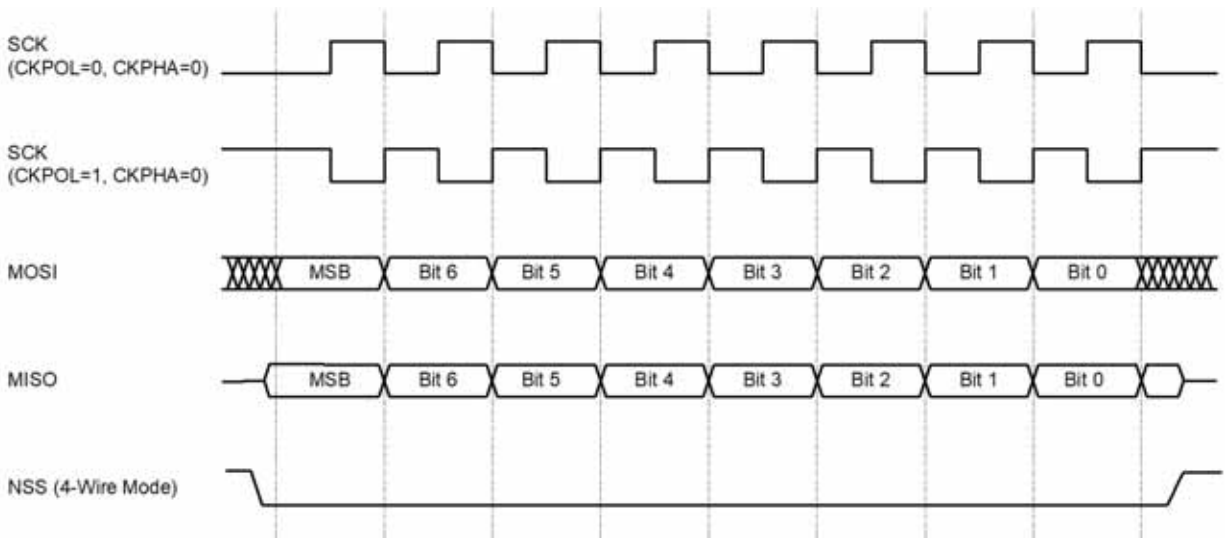 SCK
(CKPOL=0, CKPHA=0)
SCK
(CKPOL=1, CKPHA=0)
MOSI MSB Bit 6 Bit 5 Bit 4 Bit 3 Bit 2 Bit 1 Bit 0
MISO MSB Bit 6 Bit 5 Bit 4 Bit 3 Bit 2 Bit 1 Bit 0
NSS (4-Wire Mode)